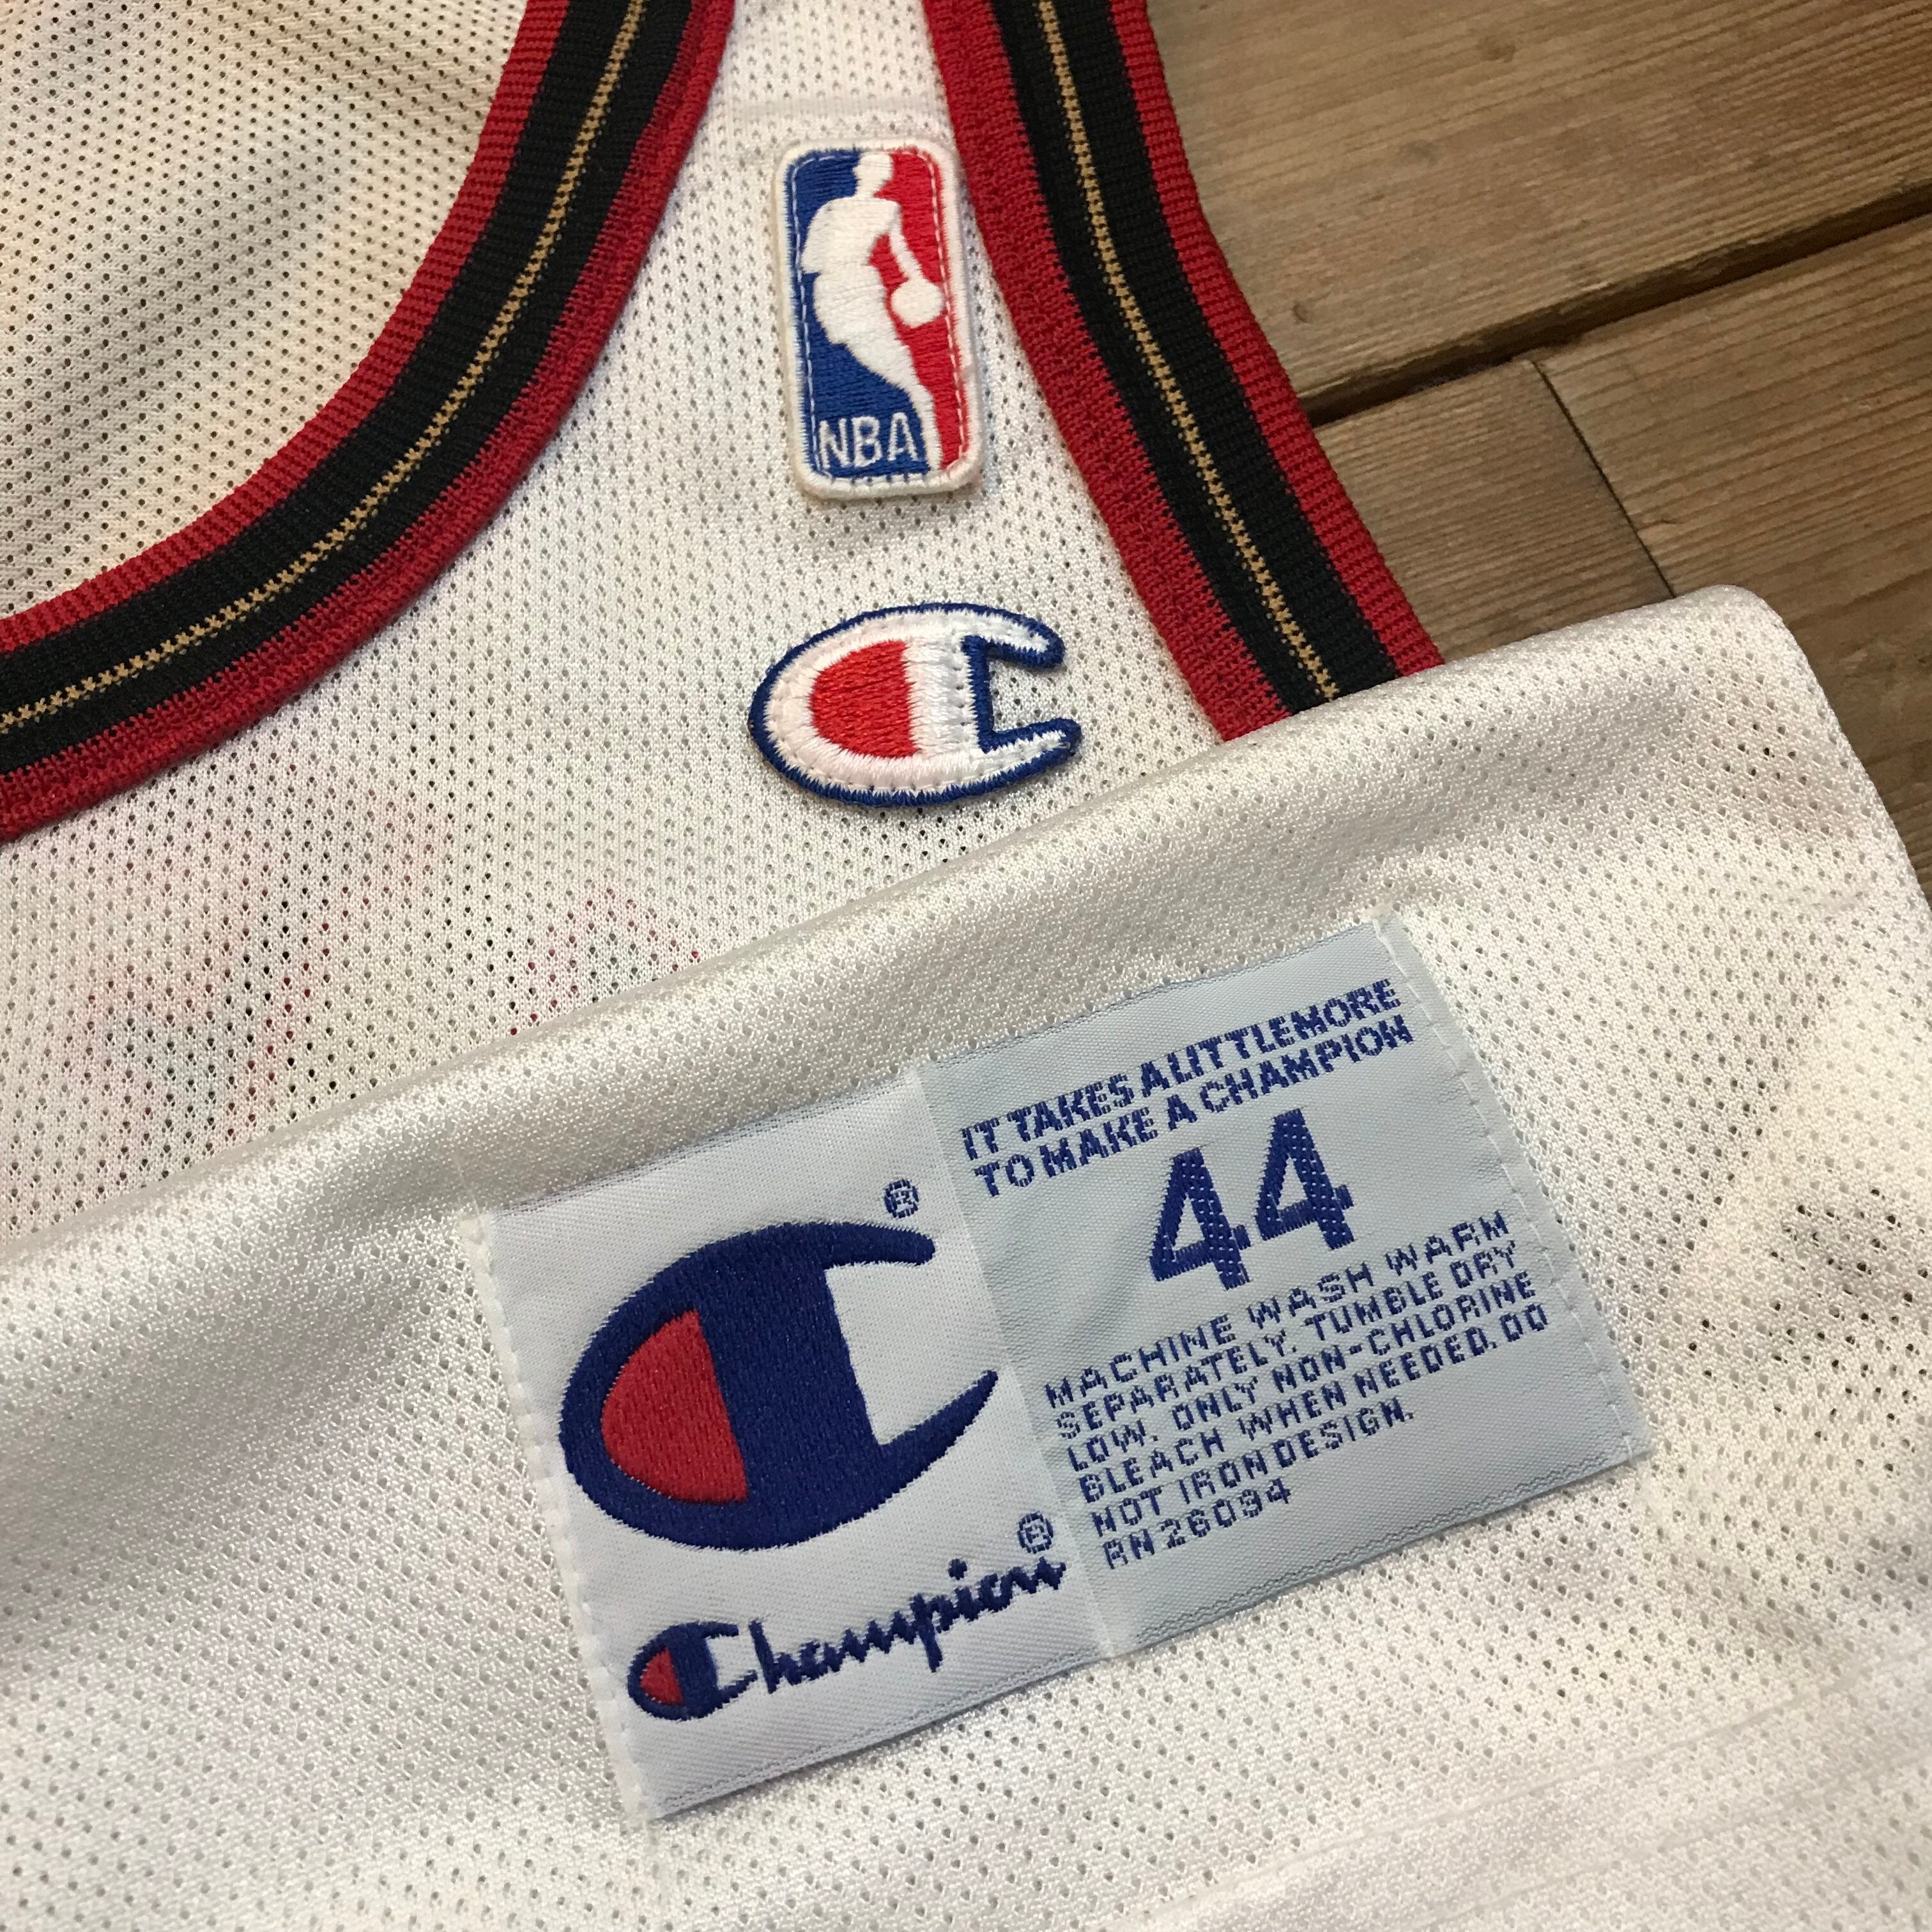 NBA
IT TAKES A LITTLE MORE
TO MAKE A CHAMPION
44
MACHINE WASH WARM
SEPARATELY. TUMBLE DRY
LOW. ONLY NON-CHLORINE
BLEACH WHEN NEEDED. DO
NOT IRON DESIGN.
RN 26094
®
Champion®